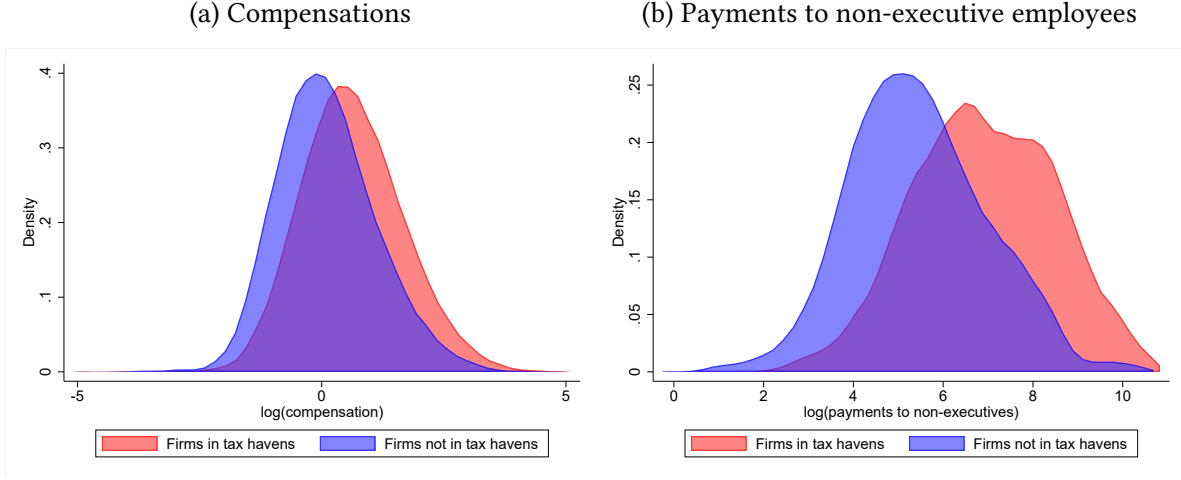 (a) Compensations
.4
.3
.2
.1
0
Density
-5 0 5
log(compensation)
Firms in tax havens Firms not in tax havens
(b) Payments to non-executive employees
.25
.2
.15
.1
.05
0
Density
0 2 4 6 8 10
log(payments to non-executives)
Firms in tax havens Firms not in tax havens